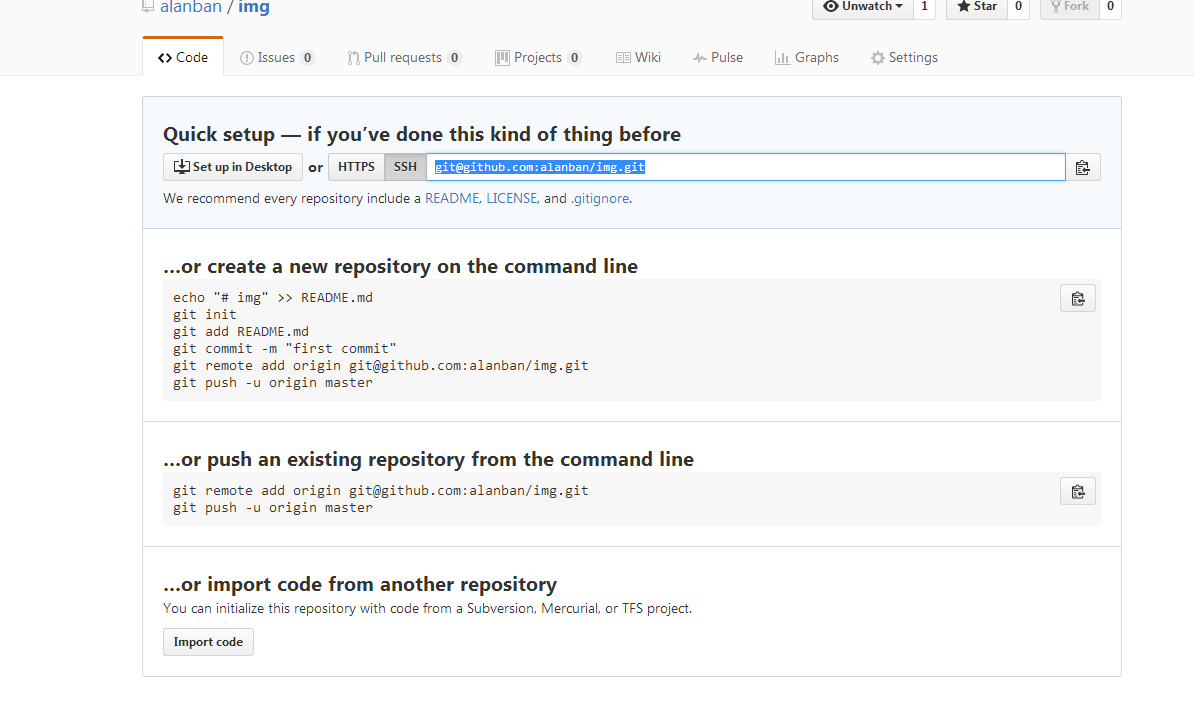 alanban / img
Unwatch 1 Star 0 Fork 0
Code Issues 0 Pull requests 0 Projects 0 Wiki Pulse Graphs Settings
Quick setup — if you’ve done this kind of thing before
Set up in Desktop or HTTPS SSH git@github.com:alanban/img.git
We recommend every repository include a README, LICENSE, and .gitignore.
…or create a new repository on the command line
echo "# img" >> README.md
git init
git add README.md
git commit -m "first commit"
git remote add origin git@github.com:alanban/img.git
git push -u origin master
…or push an existing repository from the command line
git remote add origin git@github.com:alanban/img.git
git push -u origin master
…or import code from another repository
You can initialize this repository with code from a Subversion, Mercurial, or TFS project.
Import code